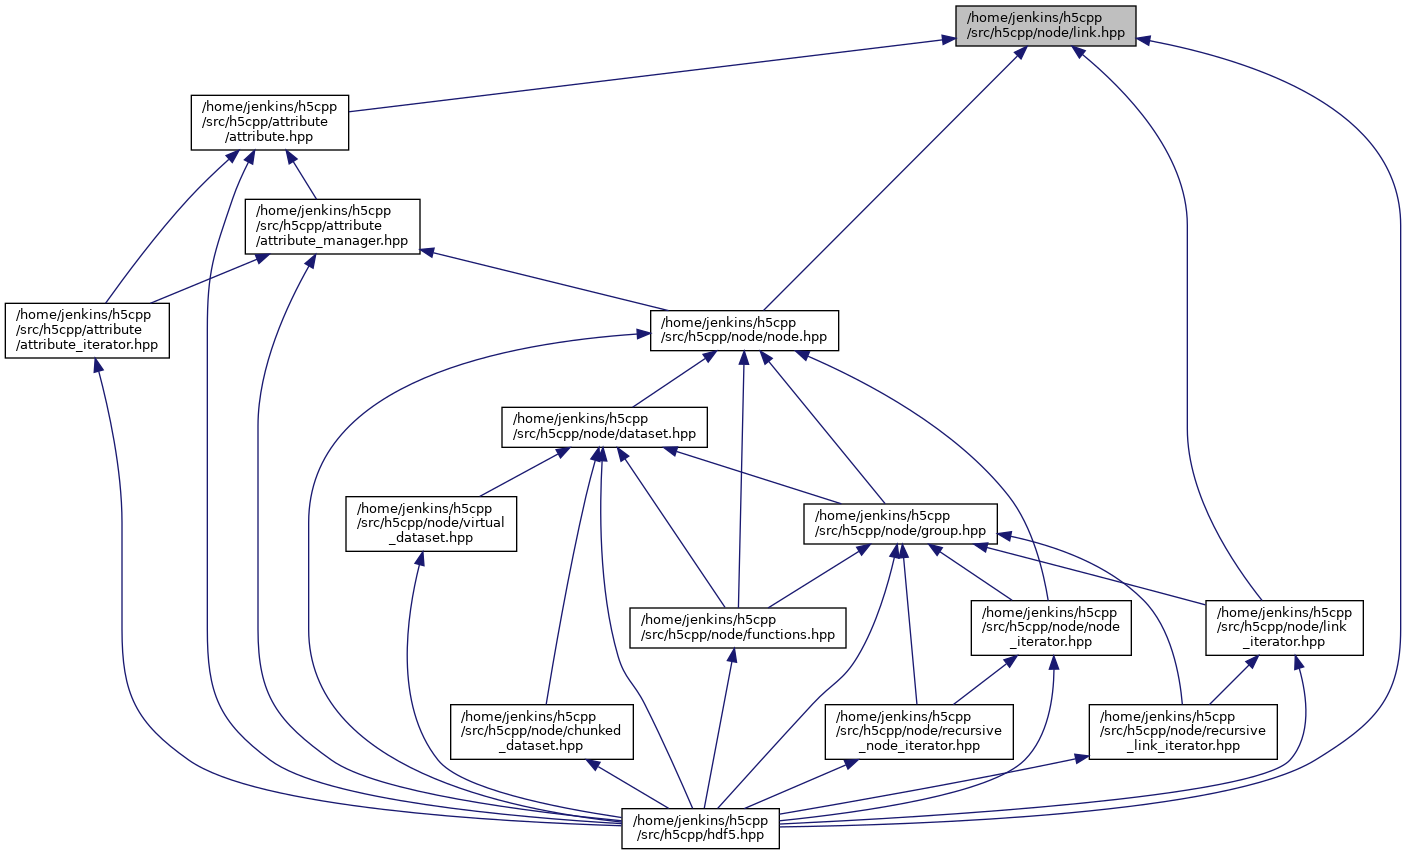 /home/jenkins/h5cpp
/src/h5cpp/node/link.hpp
/home/jenkins/h5cpp
/src/h5cpp/attribute
/attribute.hpp
/home/jenkins/h5cpp
/src/h5cpp/attribute
/attribute_manager.hpp
/home/jenkins/h5cpp
/src/h5cpp/attribute
/attribute_iterator.hpp
/home/jenkins/h5cpp
/src/h5cpp/node/node.hpp
/home/jenkins/h5cpp
/src/h5cpp/node/dataset.hpp
/home/jenkins/h5cpp
/src/h5cpp/node/virtual
_dataset.hpp
/home/jenkins/h5cpp
/src/h5cpp/node/group.hpp
/home/jenkins/h5cpp
/src/h5cpp/node/functions.hpp
/home/jenkins/h5cpp
/src/h5cpp/node/node
_iterator.hpp
/home/jenkins/h5cpp
/src/h5cpp/node/link
_iterator.hpp
/home/jenkins/h5cpp
/src/h5cpp/node/chunked
_dataset.hpp
/home/jenkins/h5cpp
/src/h5cpp/node/recursive
_node_iterator.hpp
/home/jenkins/h5cpp
/src/h5cpp/node/recursive
_link_iterator.hpp
/home/jenkins/h5cpp
/src/h5cpp/hdf5.hpp